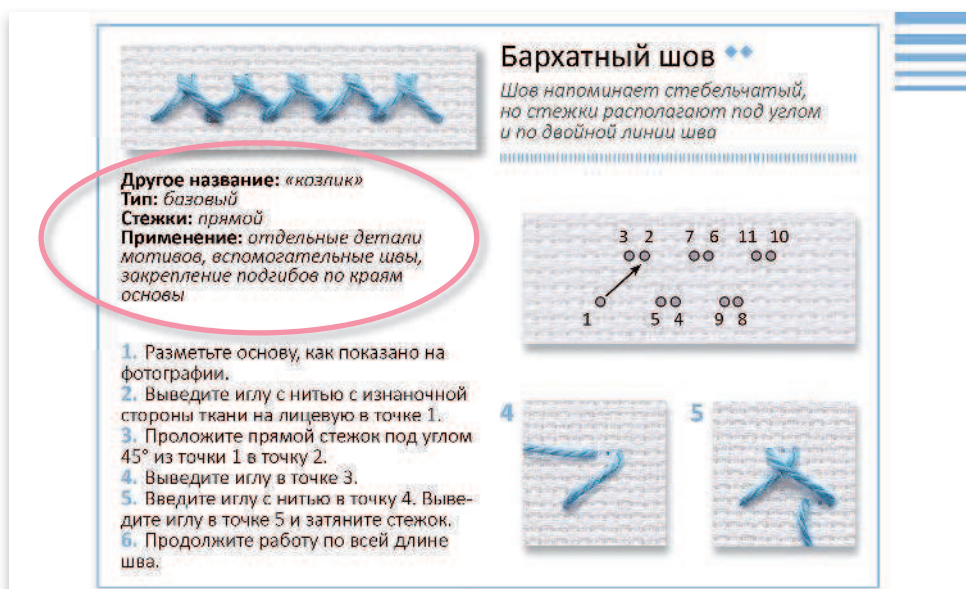 Бархатный шов
Шов напоминает стебельчатый,
но стежки располагают под углом
и по двойной линии шва
Другое название: «козлик»
Тип: базовый
Стежки: прямой
Применение: отдельные детали
мотивов, вспомогательные швы,
закрепление подгибов по краям
основы
3 2 7 6 11 10
1 5 4 9 8
1. Разметьте основу, как показано на
фотографии.
2. Выведите иглу с нитью с изнаночной
стороны ткани на лицевую в точке 1.
3. Проложите прямой стежок под углом
45° из точки 1 в точку 2.
4. Выведите иглу в точке 3.
5. Введите иглу с нитью в точку 4. Выве-
дите иглу в точке 5 и затяните стежок.
6. Продолжите работу по всей длине
шва.
4 5